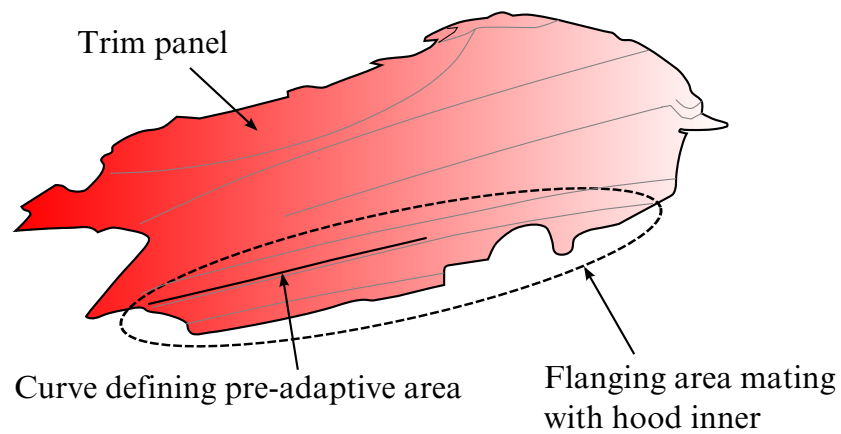 Trim panel
Curve defining pre-adaptive area
Flanging area mating
with hood inner